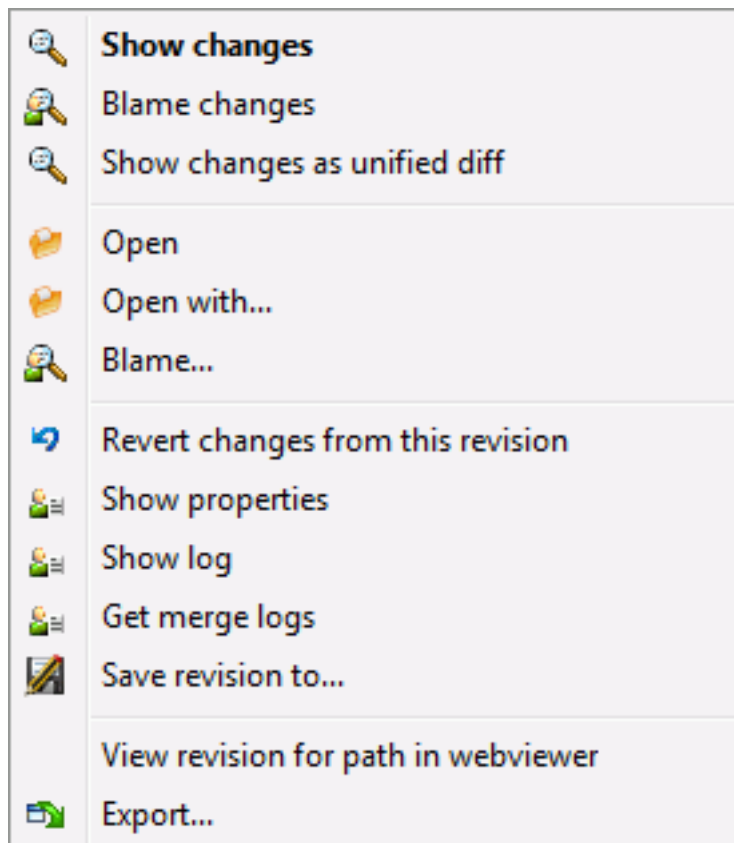 Show changes
Blame changes
Show changes as unified diff
Open
Open with...
Blame...
Revert changes from this revision
Show properties
Show log
Get merge logs
Save revision to...
View revision for path in webviewer
Export...